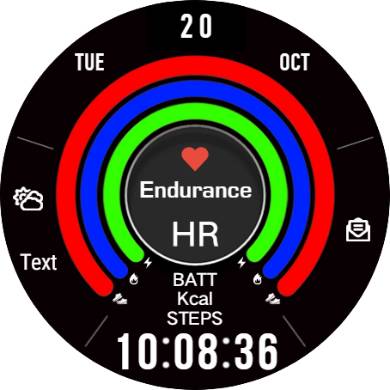 20
TUE OCT
Endurance
HR
Text
BATT
Kcal
STEPS
10:08:36